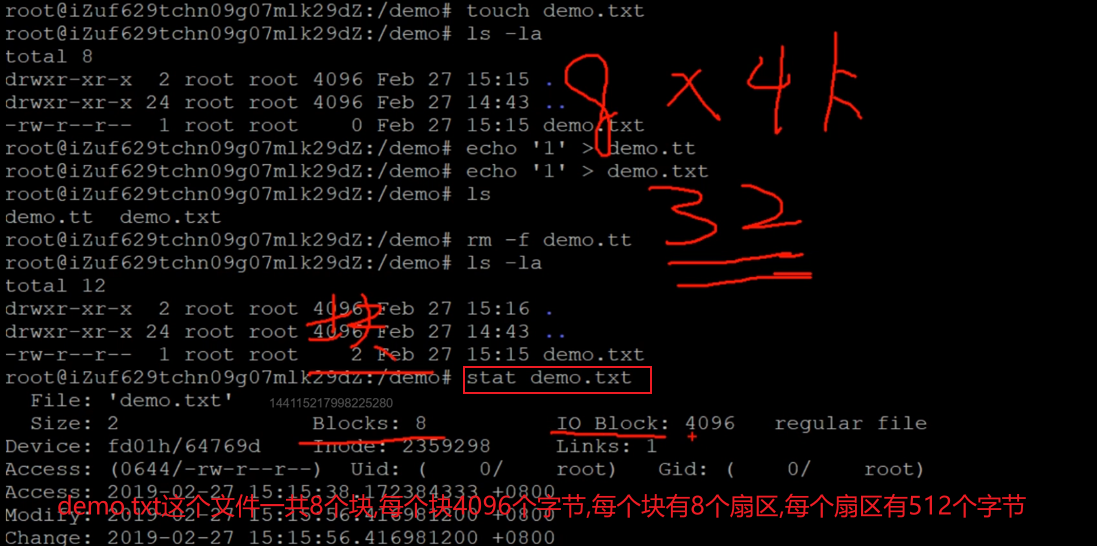 root@iZuf629tchn09g07mlk29dZ:/demo# touch demo.txt
root@iZuf629tchn09g07mlk29dZ:/demo# ls -la
total 8
drwxr-xr-x  2 root root 4096 Feb 27 15:15 .
drwxr-xr-x 24 root root 4096 Feb 27 14:43 ..
-rw-r--r--  1 root root    0 Feb 27 15:15 demo.txt
8 x 4k
root@iZuf629tchn09g07mlk29dZ:/demo# echo '1' > demo.tt
root@iZuf629tchn09g07mlk29dZ:/demo# echo '1' > demo.txt
root@iZuf629tchn09g07mlk29dZ:/demo# ls
demo.tt  demo.txt
32
root@iZuf629tchn09g07mlk29dZ:/demo# rm -f demo.tt
root@iZuf629tchn09g07mlk29dZ:/demo# ls -la
total 12
drwxr-xr-x  2 root root 4096 Feb 27 15:16 .
drwxr-xr-x 24 root root 4096 Feb 27 14:43 ..
块
-rw-r--r--  1 root root    2 Feb 27 15:15 demo.txt
root@iZuf629tchn09g07mlk29dZ:/demo# stat demo.txt
File: 'demo.txt'
144115217998225280
Size: 2 Blocks: 8 IO Block: 4096 regular file
Device: fd01h/64769d Inode: 2359298 Links: 1
Access: (0644/-rw-r--r--) Uid: ( 0/ root) Gid: ( 0/ root)
Access: 2019-02-27 15:15:38.172384333 +0800
demo.txt这个文件一共8个块,每个块4096个字节,每个块有8个扇区,每个扇区有512个字节
Modify: 2019-02-27 15:15:56.416981200 +0800
Change: 2019-02-27 15:15:56.416981200 +0800